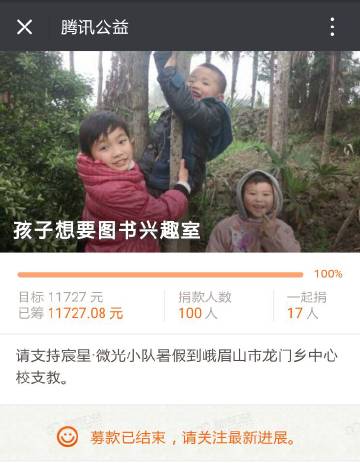 腾讯公益
孩子想要图书兴趣室
100%
目标 11727 元
已筹 11727.08 元
捐款人数
100 人
一起捐
17 人
请支持宸星·微光小队暑假到峨眉山市龙门乡中心
校支教。
募款已结束，请关注最新进展。